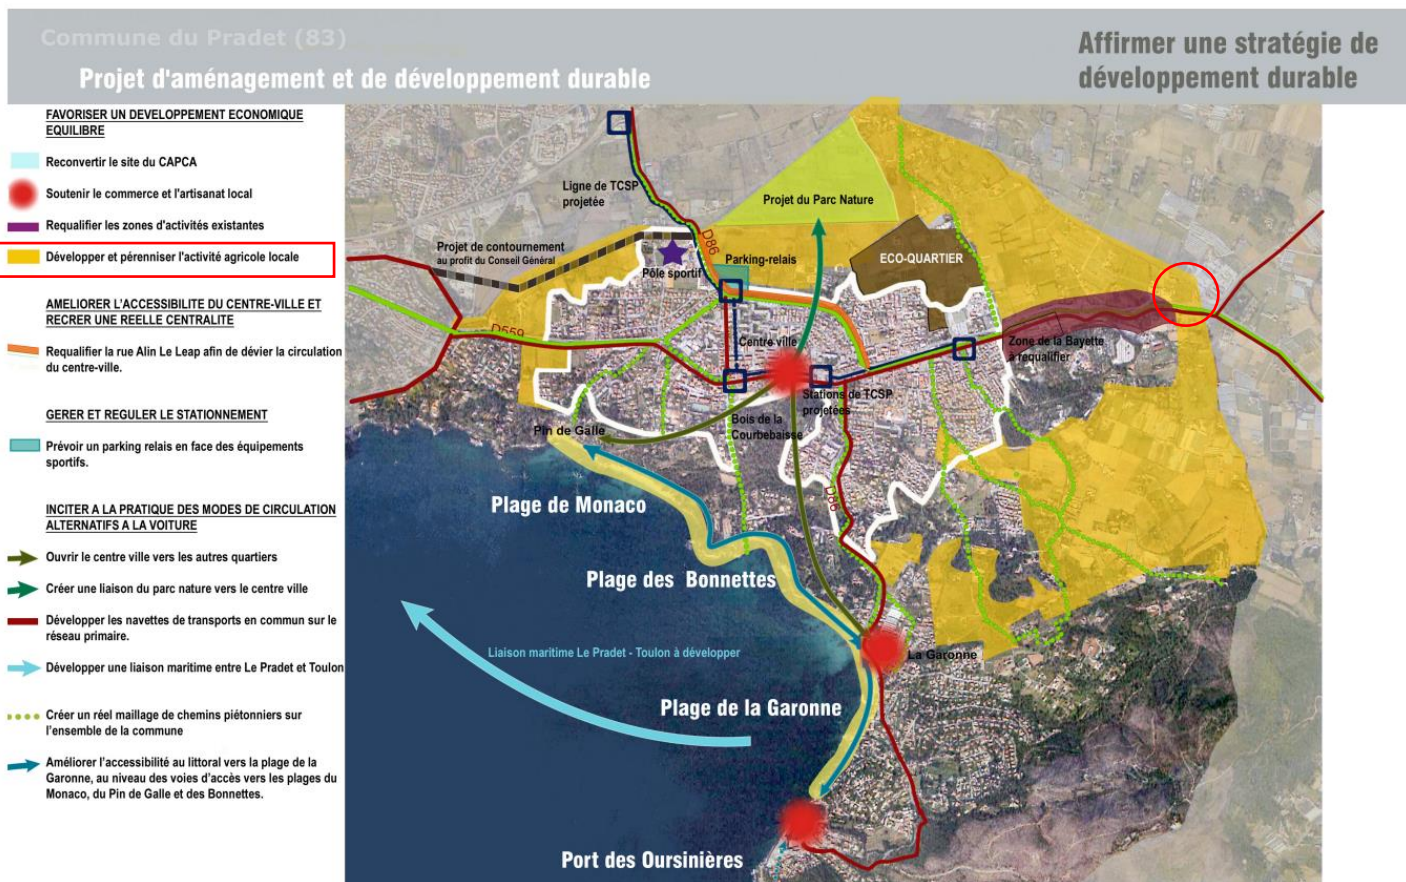 Commune du Pradet (83)
Projet d'aménagement et de développement durable
Affirmer une stratégie de
développement durable
FAVORISER UN DEVELOPPEMENT ECONOMIQUE
EQUILIBRE
Reconvertir le site du CAPCA
Soutenir le commerce et l'artisanat local
Requalifier les zones d'activités existantes
Développer et pérenniser l'activité agricole locale
AMELIORER L'ACCESSIBILITE DU CENTRE-VILLE ET
RECRER UNE REELLE CENTRALITE
Requalifier la rue Alin Le Leap afin de dévier la circulation
du centre-ville.
GERER ET REGULER LE STATIONNEMENT
Prévoir un parking relais en face des équipements
sportifs.
INCITER A LA PRATIQUE DES MODES DE CIRCULATION
ALTERNATIFS A LA VOITURE
Ouvrir le centre ville vers les autres quartiers
Créer une liaison du parc nature vers le centre ville
Développer les navettes de transports en commun sur le
réseau primaire.
Développer une liaison maritime entre Le Pradet et Toulon
Créer un réel maillage de chemins piétonniers sur
l'ensemble de la commune
Améliorer l'accessibilité au littoral vers la plage de la
Garonne, au niveau des voies d'accès vers les plages du
Monaco, du Pin de Galle et des Bonnettes.
Ligne de TCSP
projetée
Projet du Parc Nature
Projet de contournement
au profit du Conseil Général
D86
Pôle sportif
Parking-relais
ECO-QUARTIER
D559
Centre ville
Zone de la Bayette
à requalifier
Stations de TCSP
projetées
Bois de la
Courbebaisse
Pin de Galle
Plage de Monaco
D86
Plage des Bonnettes
Liaison maritime Le Pradet - Toulon à développer
La Garonne
Plage de la Garonne
Port des Oursinières